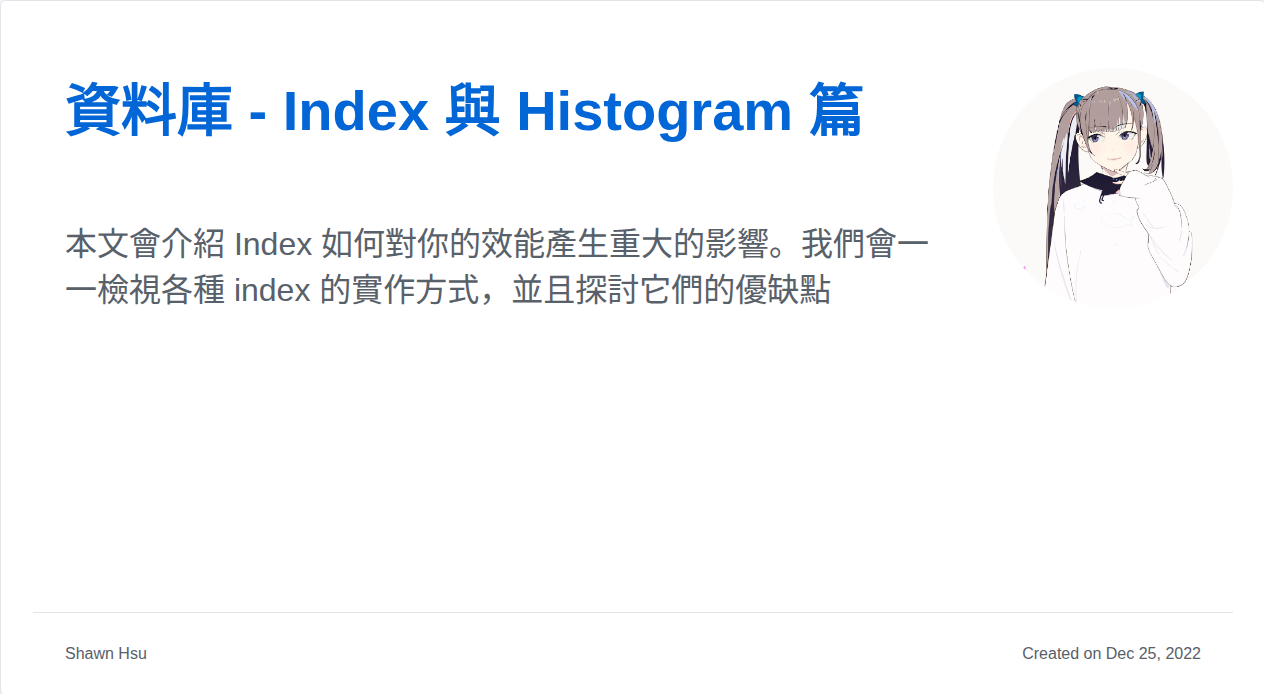 資料庫 - Index 與 Histogram 篇
本文會介紹 Index 如何對你的效能產生重大的影響。我們會一
一檢視各種 index 的實作方式，並且探討它們的優缺點
Shawn Hsu
Created on Dec 25, 2022